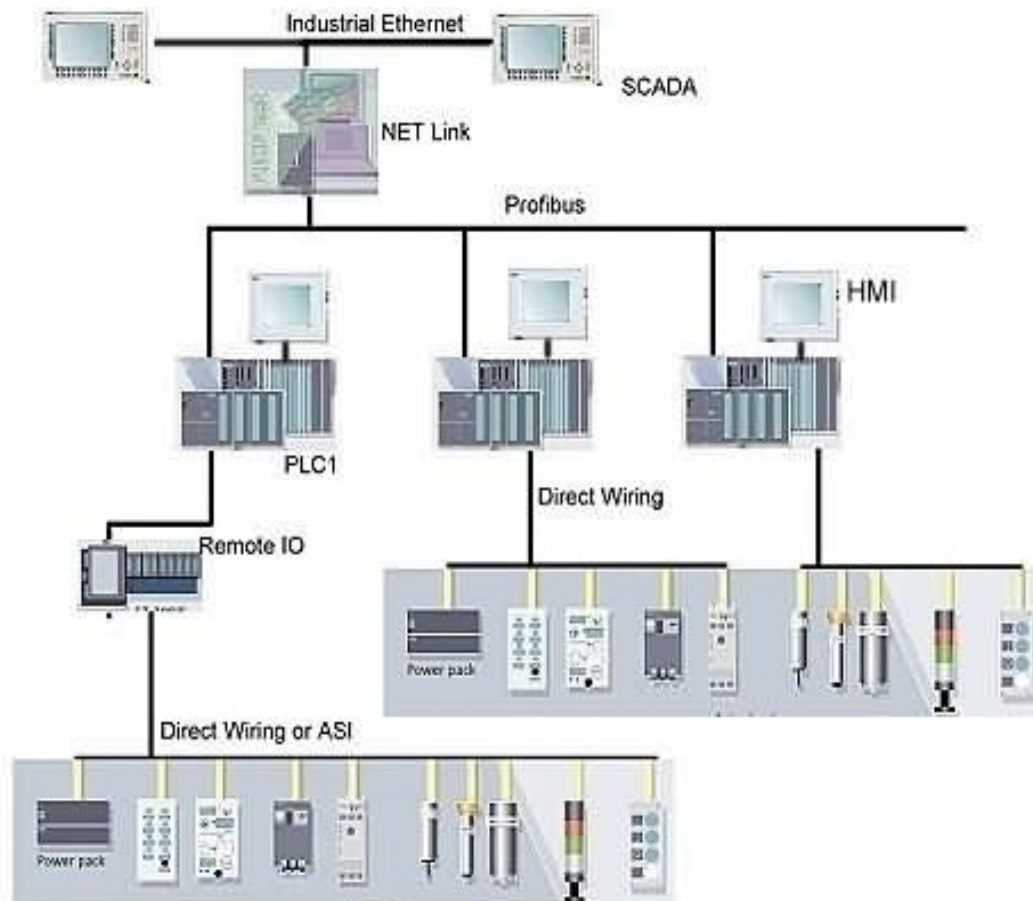 Industrial Ethernet
SCADA
NET Link
Profibus
HMI
PLC1
Direct Wiring
Remote IO
Power pack
Direct Wiring or ASI
Power pack